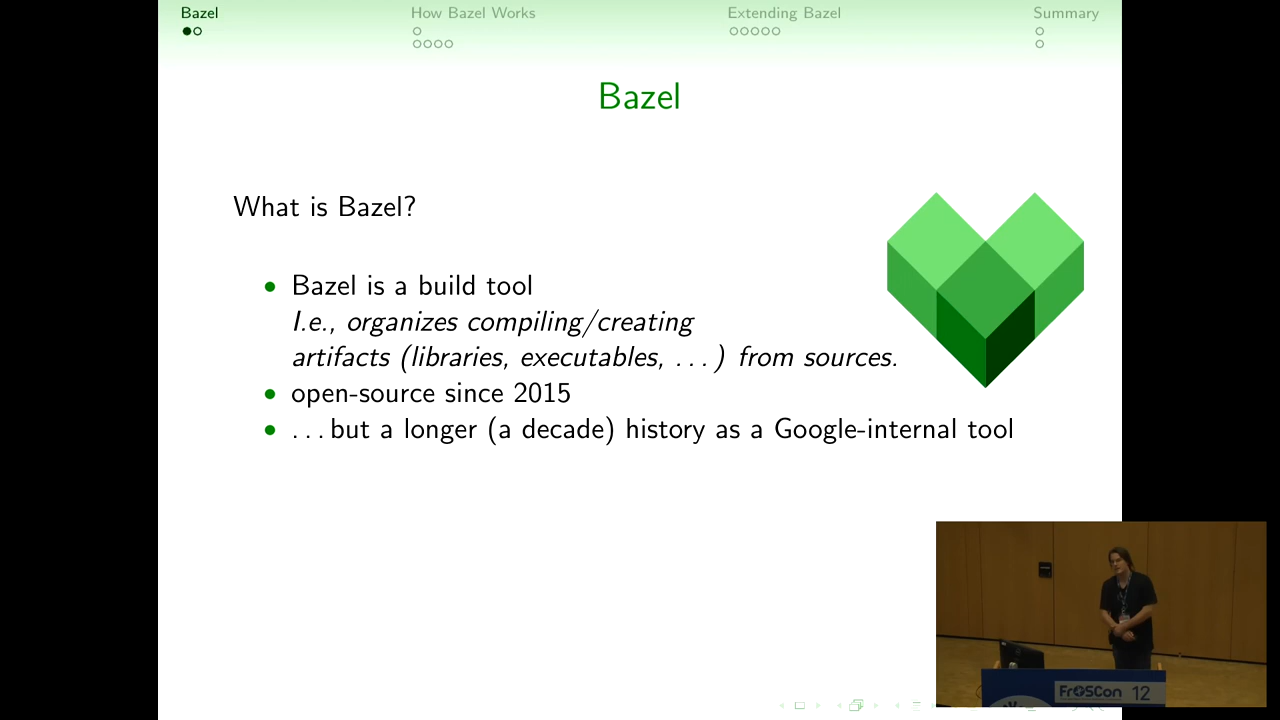 Bazel
How Bazel Works
Extending Bazel
Summary
Bazel
What is Bazel?
• Bazel is a build tool
I.e., organizes compiling/creating
artifacts (libraries, executables, ...) from sources.
• open-source since 2015
• ...but a longer (a decade) history as a Google-internal tool
FrOSCon 12